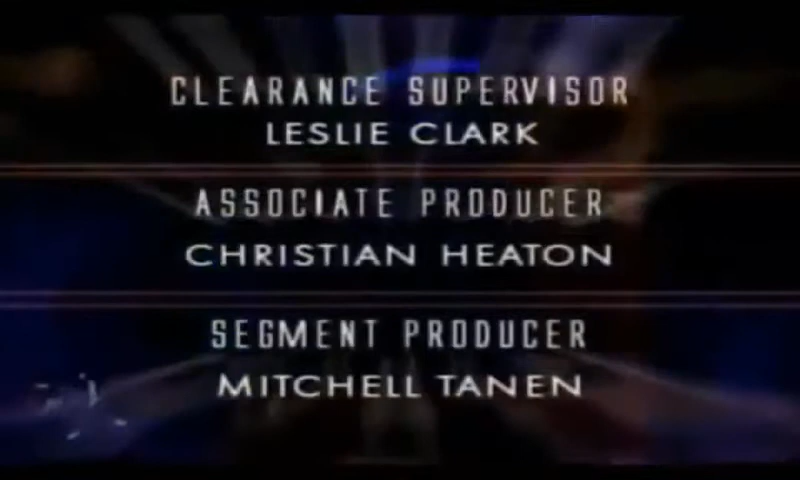 CLEARANCE SUPERVISOR
LESLIE CLARK
ASSOCIATE PRODUCER
CHRISTIAN HEATON
SEGMENT PRODUCER
MITCHELL TANEN